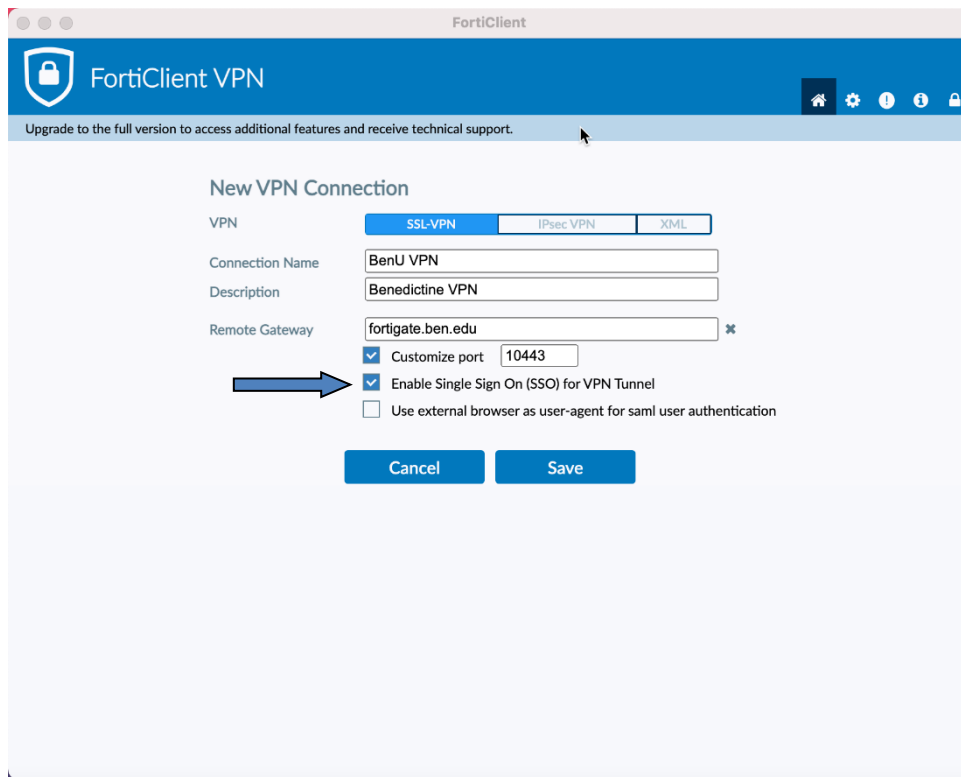 FortiClient
FortiClient VPN
Upgrade to the full version to access additional features and receive technical support.
New VPN Connection
VPN SSL-VPN IPsec VPN XML
Connection Name BenU VPN
Description Benedictine VPN
Remote Gateway fortigate.ben.edu
Customize port 10443
Enable Single Sign On (SSO) for VPN Tunnel
Use external browser as user-agent for saml user authentication
Cancel Save